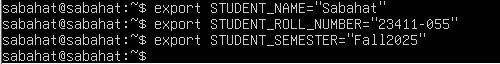 sabahat@sabahat:~$ export STUDENT_NAME="Sabahat"
sabahat@sabahat:~$ export STUDENT_ROLL_NUMBER="23411-055"
sabahat@sabahat:~$ export STUDENT_SEMESTER="Fall2025"
sabahat@sabahat:~$